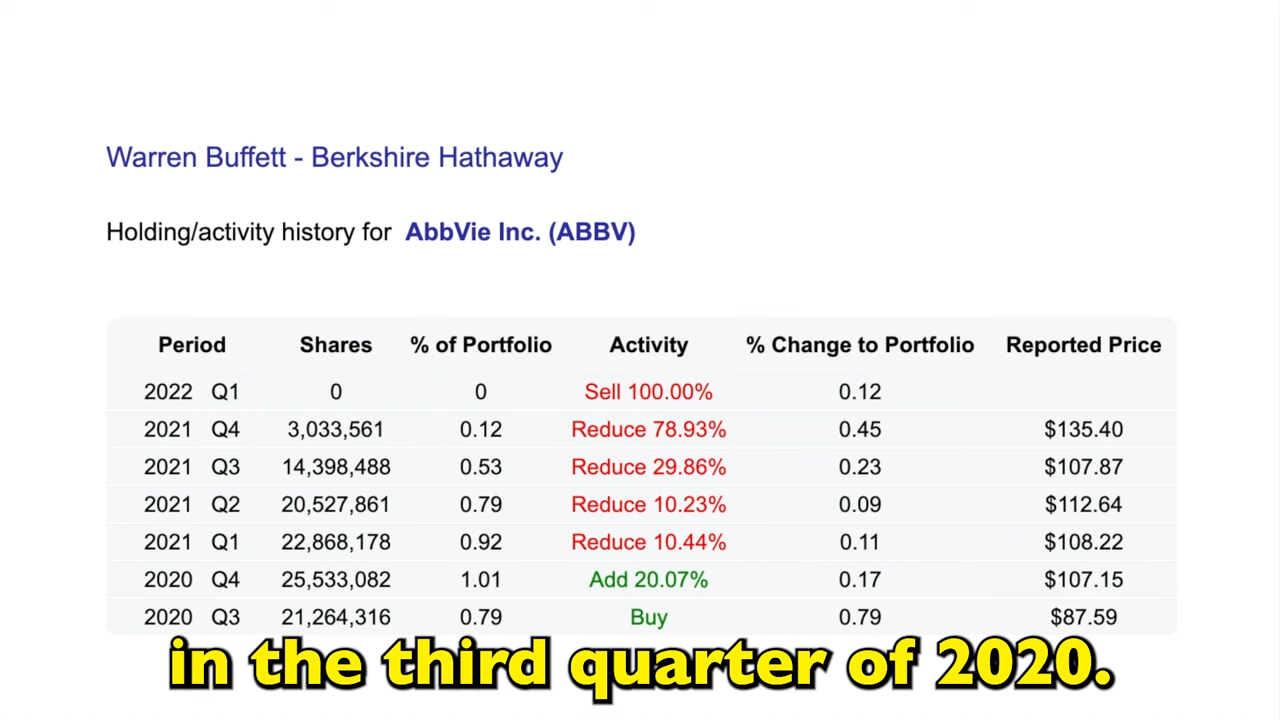 Warren Buffett - Berkshire Hathaway
Holding/activity history for AbbVie Inc. (ABBV)
Period Shares % of Portfolio Activity % Change to Portfolio Reported Price
2022 Q1 0 0 Sell 100.00% 0.12
2021 Q4 3,033,561 0.12 Reduce 78.93% 0.45 $135.40
2021 Q3 14,398,488 0.53 Reduce 29.86% 0.23 $107.87
2021 Q2 20,527,861 0.79 Reduce 10.23% 0.09 $112.64
2021 Q1 22,868,178 0.92 Reduce 10.44% 0.11 $108.22
2020 Q4 25,533,082 1.01 Add 20.07% 0.17 $107.15
2020 Q3 21,264,316 0.79 Buy 0.79 $87.59
in the third quarter of 2020.